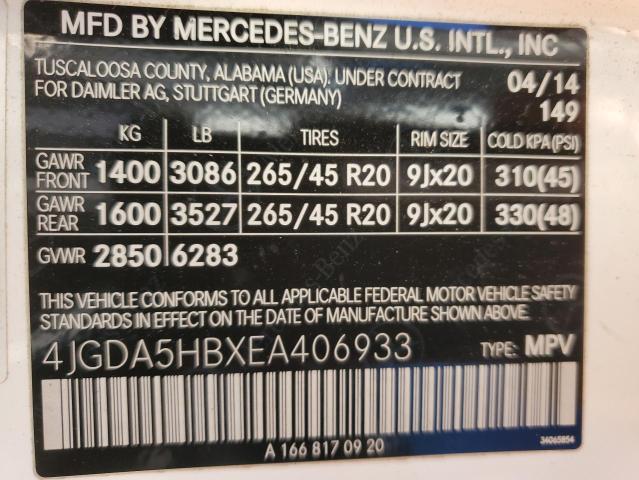 MFD BY MERCEDES-BENZ U.S. INTL., INC
TUSCALOOSA COUNTY, ALABAMA (USA). UNDER CONTRACT 04/14
FOR DAIMLER AG, STUTTGART (GERMANY) 149
KG LB TIRES RIM SIZE COLD KPA(PSI)
GAWR FRONT 1400 3086 265/45 R20 9Jx20 310(45)
GAWR REAR 1600 3527 265/45 R20 9Jx20 330(48)
GVWR 2850 6283
THIS VEHICLE CONFORMS TO ALL APPLICABLE FEDERAL MOTOR VEHICLE SAFETY
STANDARDS IN EFFECT ON THE DATE OF MANUFACTURE SHOWN ABOVE.
4JGDA5HBXEA406933 TYPE: MPV
A 166 817 09 20 34065854